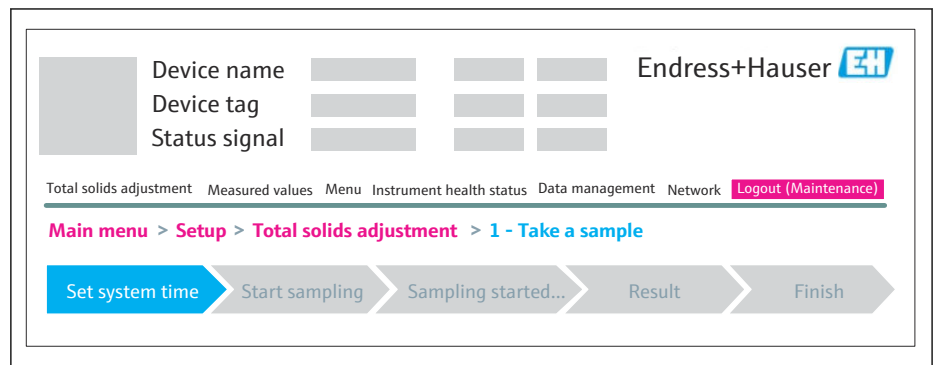 Device name
Endress+Hauser EH
Device tag
Status signal
Total solids adjustment Measured values Menu Instrument health status Data management Network Logout (Maintenance)
Main menu > Setup > Total solids adjustment > 1 - Take a sample
Set system time Start sampling Sampling started... Result Finish